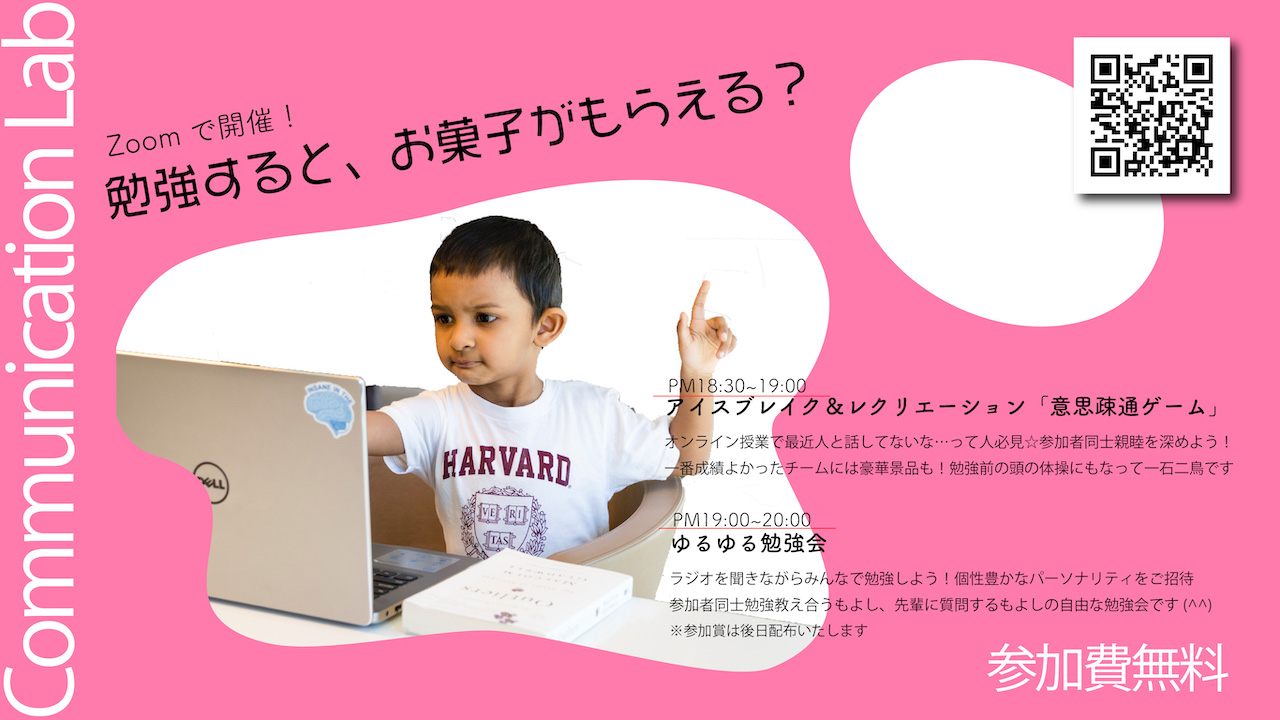 Communication Lab
Zoom で開催！
勉強すると、お菓子がもらえる？
INSANE IN THE
DELL
HARVARD
VE RI
TAS
Outliers
PM18:30~19:00
アイスブレイク＆レクリエーション「意思疎通ゲーム」
オンライン授業で最近人と話してないな…って人必見☆参加者同士親睦を深めよう！
一番成績よかったチームには豪華景品も！勉強前の頭の体操にもなって一石二鳥です
PM19:00~20:00
ゆるゆる勉強会
ラジオを聞きながらみんなで勉強しよう！個性豊かなパーソナリティをご招待
参加者同士勉強教え合うもよし、先輩に質問するもよしの自由な勉強会です (^^)
※参加賞は後日配布いたします
参加費無料